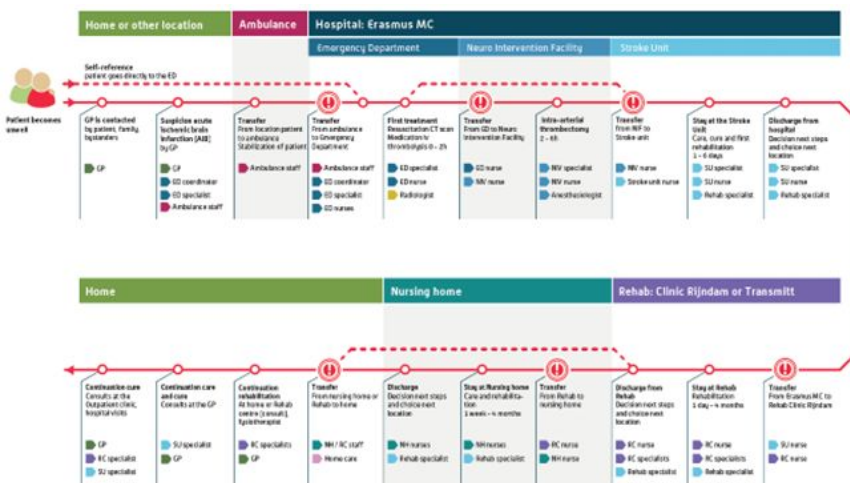 Home or other location
Ambulance
Hospital: Erasmus MC
Emergency Department
Neuro Intervention Facility
Stroke Unit
Self-reference
patient goes directly to the ED
Patient becomes
unwell
GP is contacted
by patient, family,
bystanders
GP
Suspicion acute
ischemic brain
infarction [AIB]
by GP
GP
ED coordinator
ED specialist
Ambulance staff
Transfer
From location patient
to ambulance
Stabilization of patient
Ambulance staff
Transfer
From ambulance
to Emergency
Department
Ambulance staff
ED coordinator
ED specialist
ED nurses
First treatment
Resuscitation CT scan
Medication iv
thrombolysis 0 - 2h
ED specialist
ED nurse
Radiologist
Transfer
From ED to Neuro
Intervention Facility
ED nurse
NIV nurse
Intra-arterial
thrombectomy
2 - 6h
NIV specialist
NIV nurse
Anesthesiologist
Transfer
from NIF to
Stroke unit
NIV nurse
Stroke unit nurse
Stay at the Stroke
Unit
Care, cure and first
rehabilitation
1 - 6 days
SU specialist
SU nurse
Rehab specialist
Discharge from
hospital
Decision next steps
and choice next
location
SU specialist
SU nurse
Rehab specialist
Home
Nursing home
Rehab: Clinic Rijndam or Transmitt
Continuation cure
Consults at the
Outpatient clinic,
hospital visits
GP
RC specialist
SU specialist
Continuation care
and cure
Consults at the GP
SU specialist
GP
Continuation
rehabilitation
At home or Rehab
centre (consult),
fysiotherapist
RC specialists
GP
Transfer
From nursing home or
Rehab to home
NH / RC staff
Home care
Discharge
Decision next steps
and choice next
location
NH nurses
Rehab specialist
Stay at Nursing home
Care and rehabilita-
tion
1 week - 4 months
NH nurses
Rehab specialist
Transfer
From Rehab to
nursing home
RC nurse
NH nurse
Discharge from
Rehab
Decision next steps
and choice next
location
RC nurse
RC specialists
Rehab specialist
Stay at Rehab
Rehabilitation
1 day - 4 months
RC nurse
RC specialists
Rehab specialist
Transfer
From Erasmus MC to
Rehab Clinic Rijndam
SU nurse
RC nurse